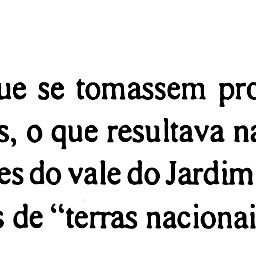 ue se tomassem pro
s, o que resultava na
es do vale do Jardim
s de “terras nacionai